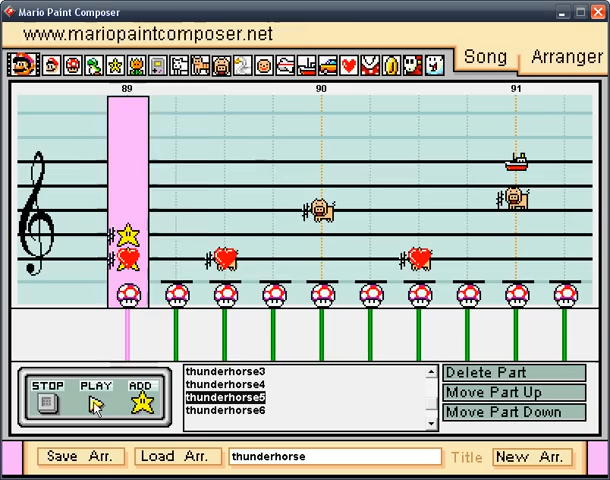 Mario Paint Composer
www.mariopaintcomposer.net
Song
Arranger
89 90 91
STOP PLAY ADD
thunderhorse3
thunderhorse4
thunderhorse5
thunderhorse6
Delete Part
Move Part Up
Move Part Down
Save Arr.
Load Arr.
thunderhorse
Title
New Arr.